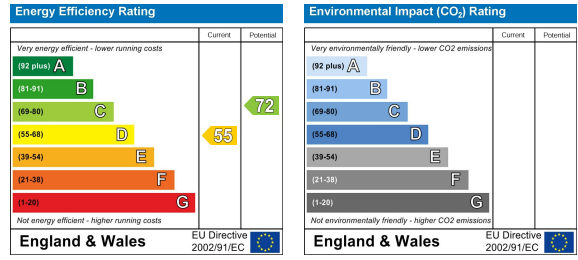 Energy Efficiency Rating
Current Potential
Very energy efficient - lower running costs
(92 plus) A
(81-91) B
(69-80) C
(55-68) D
(39-54) E
(21-38) F
(1-20) G
55
72
Not energy efficient - higher running costs
England & Wales
EU Directive
2002/91/EC
Environmental Impact (CO2) Rating
Current Potential
Very environmentally friendly - lower CO2 emissions
(92 plus) A
(81-91) B
(69-80) C
(55-68) D
(39-54) E
(21-38) F
(1-20) G
Not environmentally friendly - higher CO2 emissions
England & Wales
EU Directive
2002/91/EC